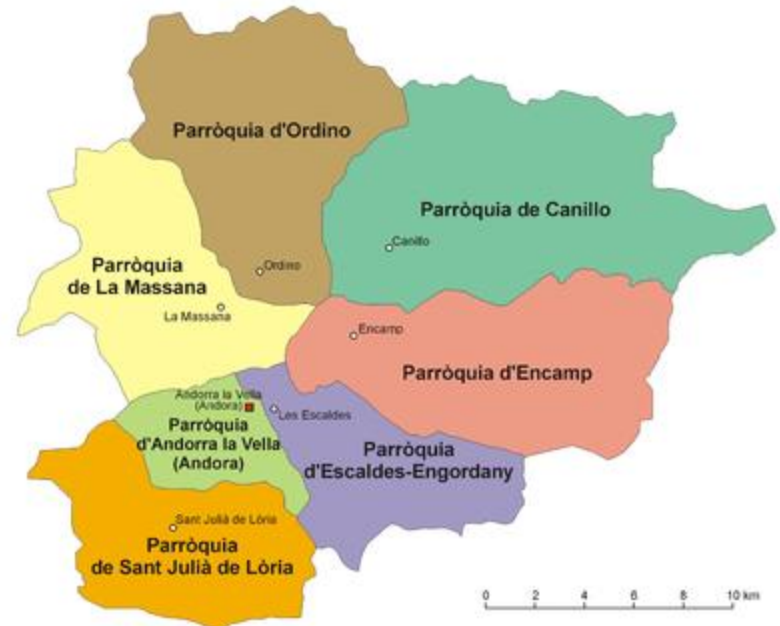 Parròquia d'Ordino
Parròquia de Canillo
Canillo
Parròquia
de La Massana
Ordino
La Massana
Encamp
Parròquia d'Encamp
Andorra la Vella
(Andora)
Les Escaldes
Parròquia
d'Andorra la Vella
(Andora)
Parròquia
d'Escaldes-Engordany
Sant Julià de Lòria
Parròquia
de Sant Julià de Lòria
0 2 4 6 8 10 km